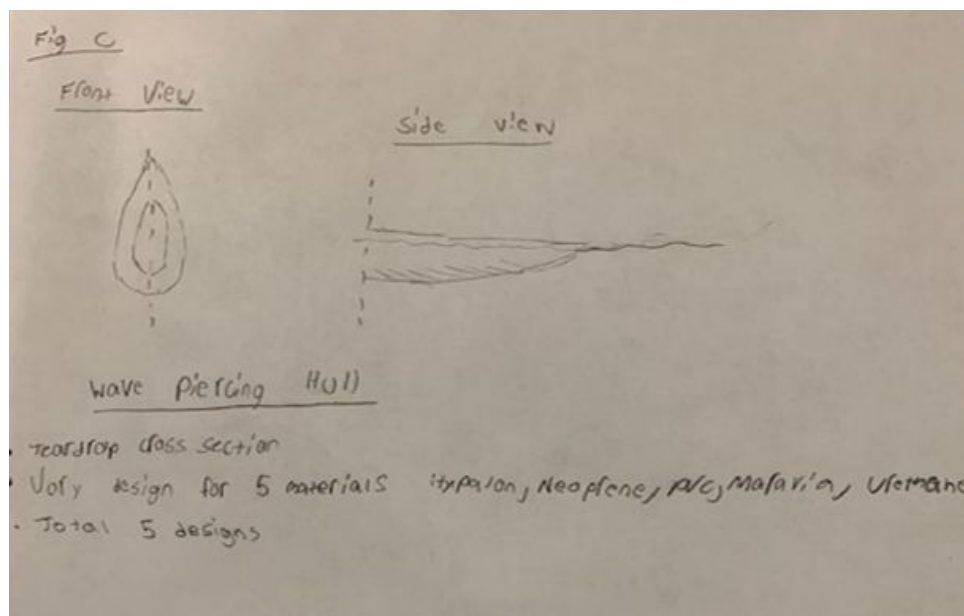 Fig C
Front View
Side view
Wave Piercing Hull
• teardrop cross section
• Vary design for 5 materials Hypalon, Neoprene, PVC, Urethane
• Total 5 designs